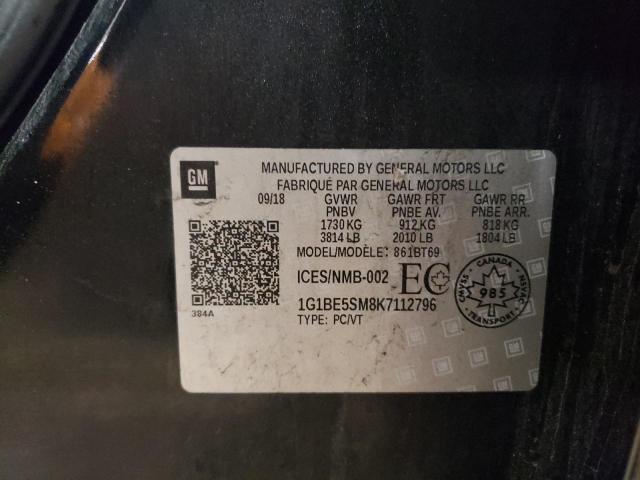 GM
MANUFACTURED BY GENERAL MOTORS LLC
FABRIQUÉ PAR GENERAL MOTORS LLC
09/18 GVWR GAWR FRT GAWR RR
PNBV PNBE AV. PNBE ARR.
1730 KG 912 KG 818 KG
3814 LB 2010 LB 1804 LB
MODEL/MODÈLE: 861BT69
ICES/NMB-002 EC
1G1BE5SM8K7112796
TYPE: PC/VT
384A
CANADA
CMVSS NSVAC
985
TRANSPORT